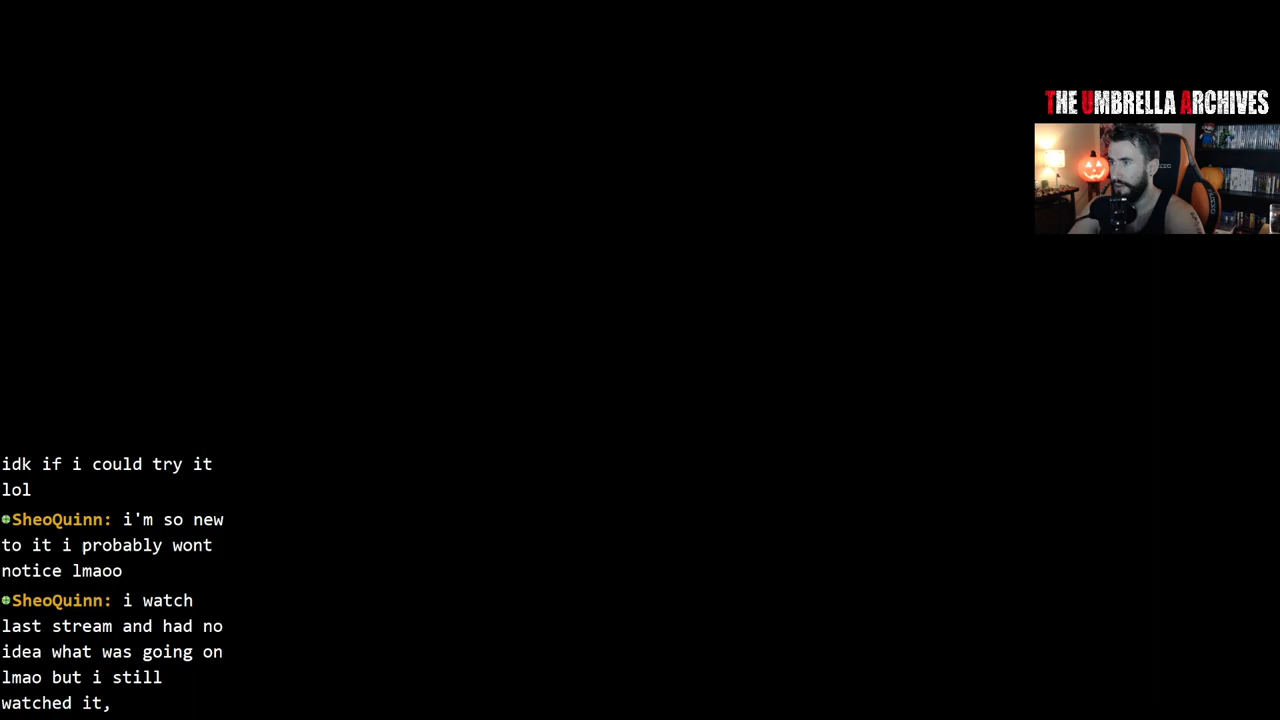 THE UMBRELLA ARCHIVES
idk if i could try it
lol
SheoQuinn: i'm so new
to it i probably wont
notice lmaoo
SheoQuinn: i watch
last stream and had no
idea what was going on
lmao but i still
watched it,